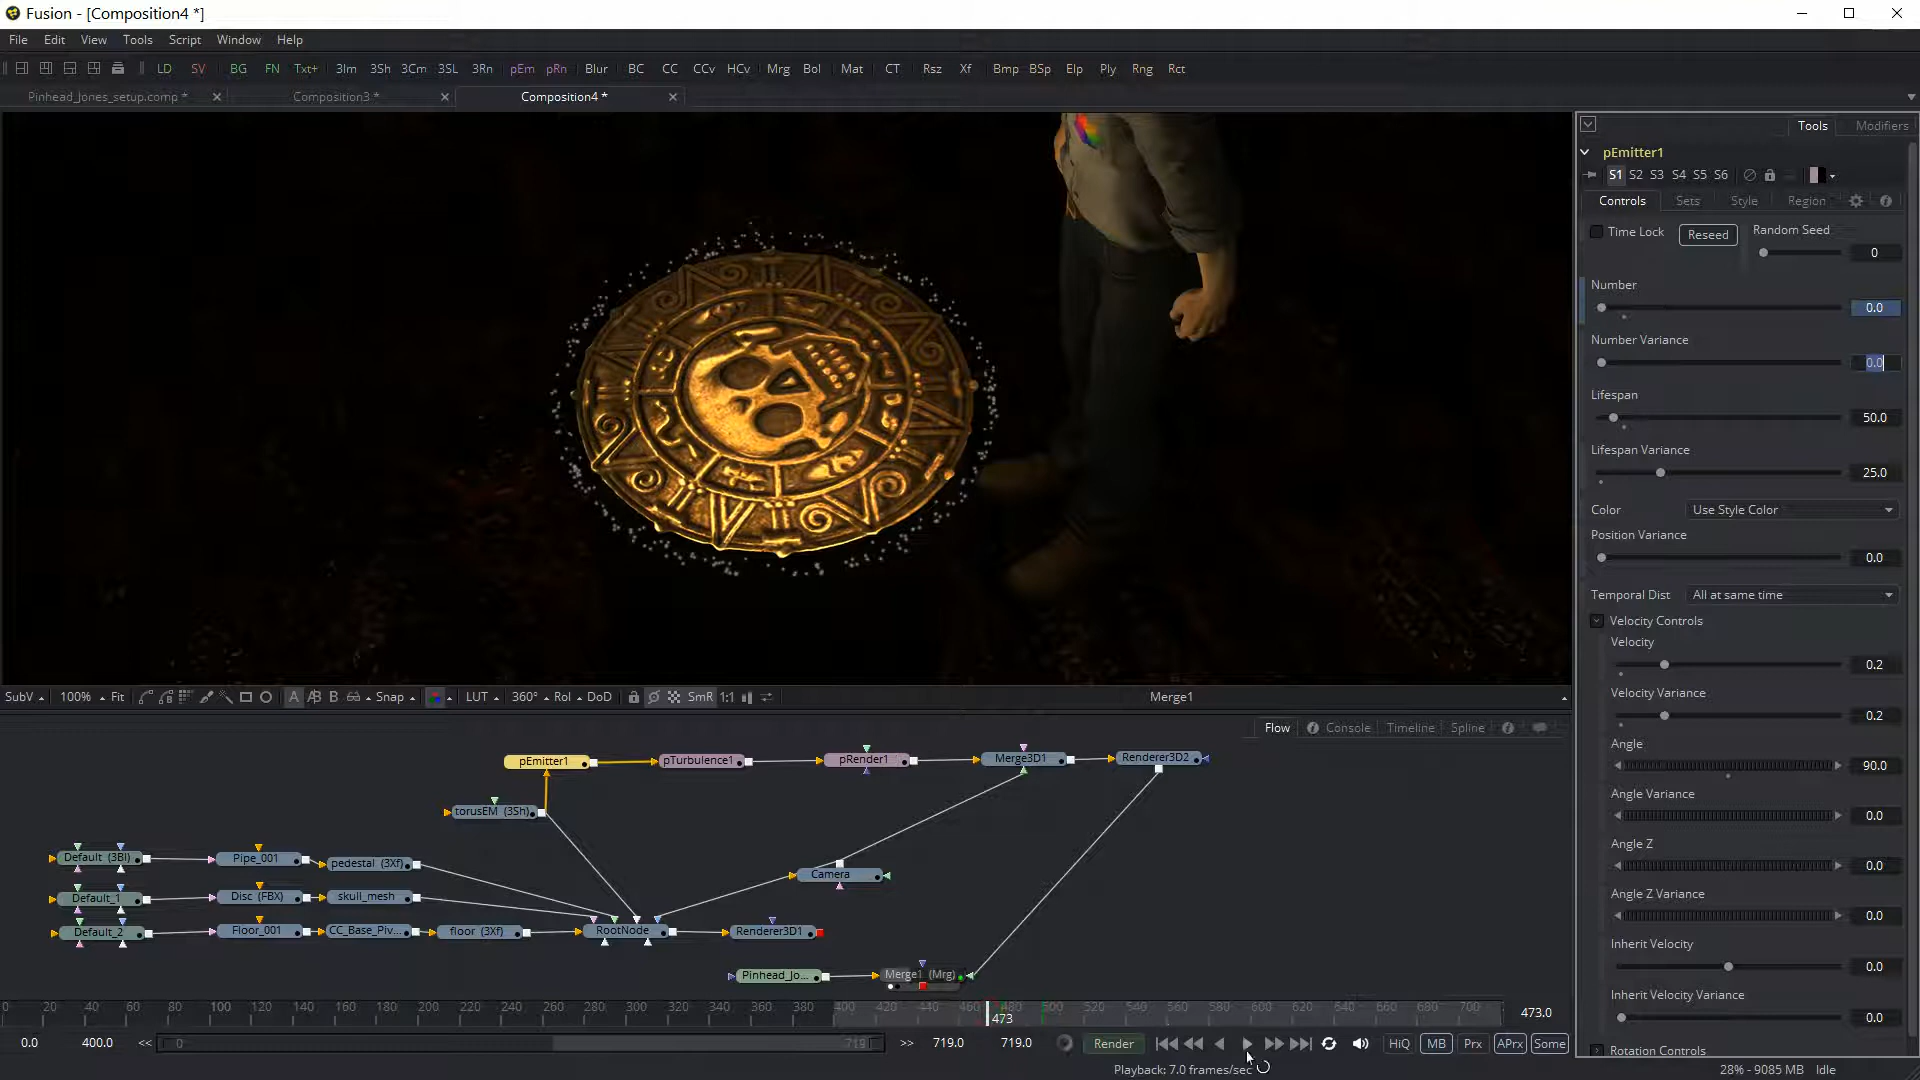 Fusion - [Composition4 *]
File Edit View Tools Script Window Help
LD SV BG FN Txt+ 3Im 3Sh 3Cm 3SL 3Rn pEm pRn Blur BC CC CCv HCv Mrg Bol Mat CT Rsz Xf Bmp BSp Elp Ply Rng Rct
Pinhead_Jones_setup.comp * Composition3 * Composition4 *
Tools Modifiers
pEmitter1
S1 S2 S3 S4 S5 S6
Controls Sets Style Region
Time Lock Reseed Random Seed
0
Number
0.0
Number Variance
0.0
Lifespan
50.0
Lifespan Variance
25.0
Color Use Style Color
Position Variance
0.0
Temporal Dist All at same time
Velocity Controls
Velocity
0.2
Velocity Variance
0.2
Angle
90.0
Angle Variance
0.0
Angle Z
0.0
Angle Z Variance
0.0
Inherit Velocity
0.0
Inherit Velocity Variance
0.0
Rotation Controls
SubV 100% Fit A B Snap LUT 360° RoI DoD SmR 1:1 Merge1
Flow Console Timeline Spline
pEmitter1 pTurbulence1 pRender1 Merge3D1 Renderer3D2
torusEM (3Sh)
Default (3Bl) Pipe_001 pedestal (3Xf) Camera
Default_1 Disc (FBX) skull_mesh
Default_2 Floor_001 CC_Base_Piv... floor (3Xf) RootNode Renderer3D1
Pinhead_Jo... Merge1 (Mrg)
0 20 40 60 80 100 120 140 160 180 200 220 240 260 280 300 320 340 360 380 400 420 440 460 480 500 520 540 560 580 600 620 640 660 680 700
473 473.0
0.0 400.0 << 0 719 >> 719.0 719.0 Render HiQ MB Prx APrx Some
Playback: 7.0 frames/sec 28% - 9085 MB Idle